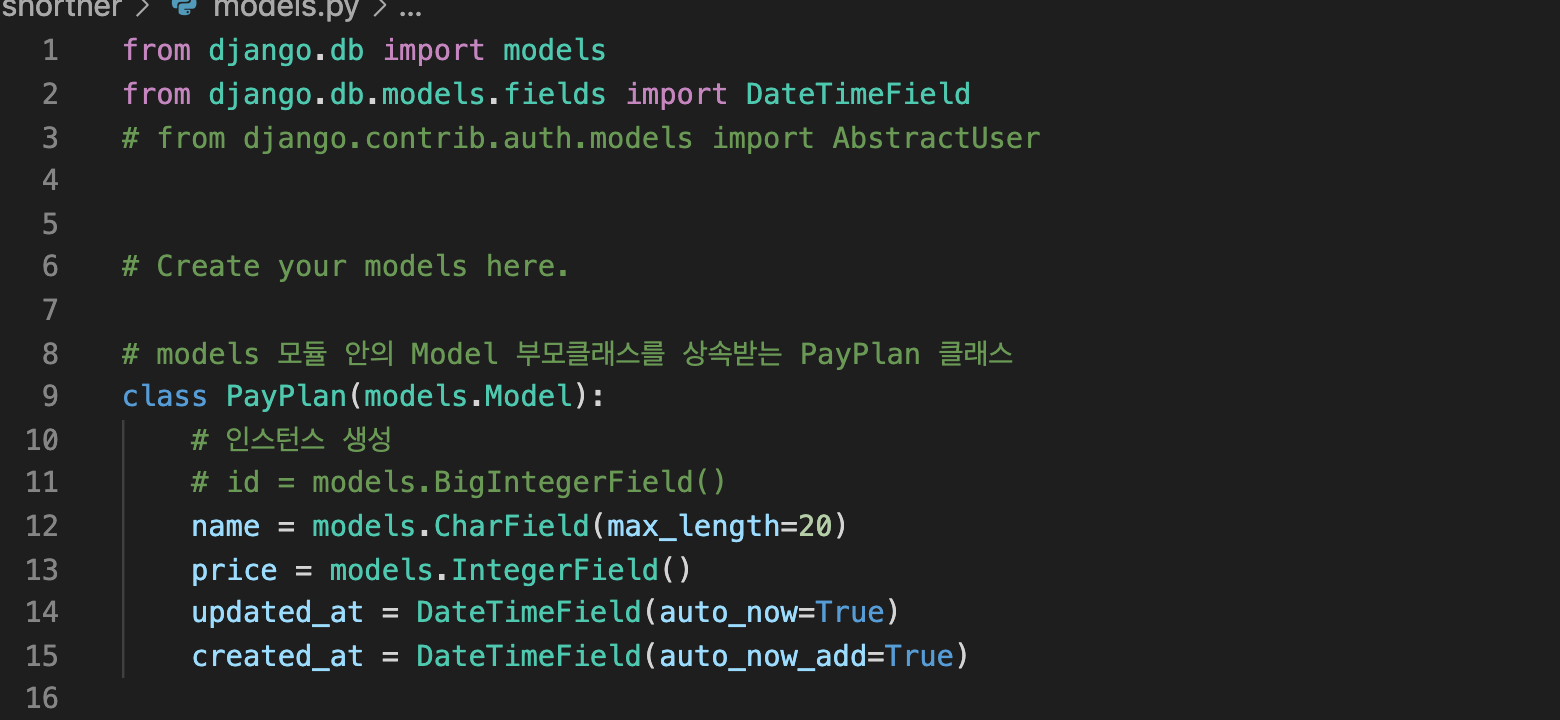 shortner > models.py > ...
1 from django.db import models
2 from django.db.models.fields import DateTimeField
3 # from django.contrib.auth.models import AbstractUser
4
5
6 # Create your models here.
7
8 # models 모듈 안의 Model 부모클래스를 상속받는 PayPlan 클래스
9 class PayPlan(models.Model):
10 # 인스턴스 생성
11 # id = models.BigIntegerField()
12 name = models.CharField(max_length=20)
13 price = models.IntegerField()
14 updated_at = DateTimeField(auto_now=True)
15 created_at = DateTimeField(auto_now_add=True)
16